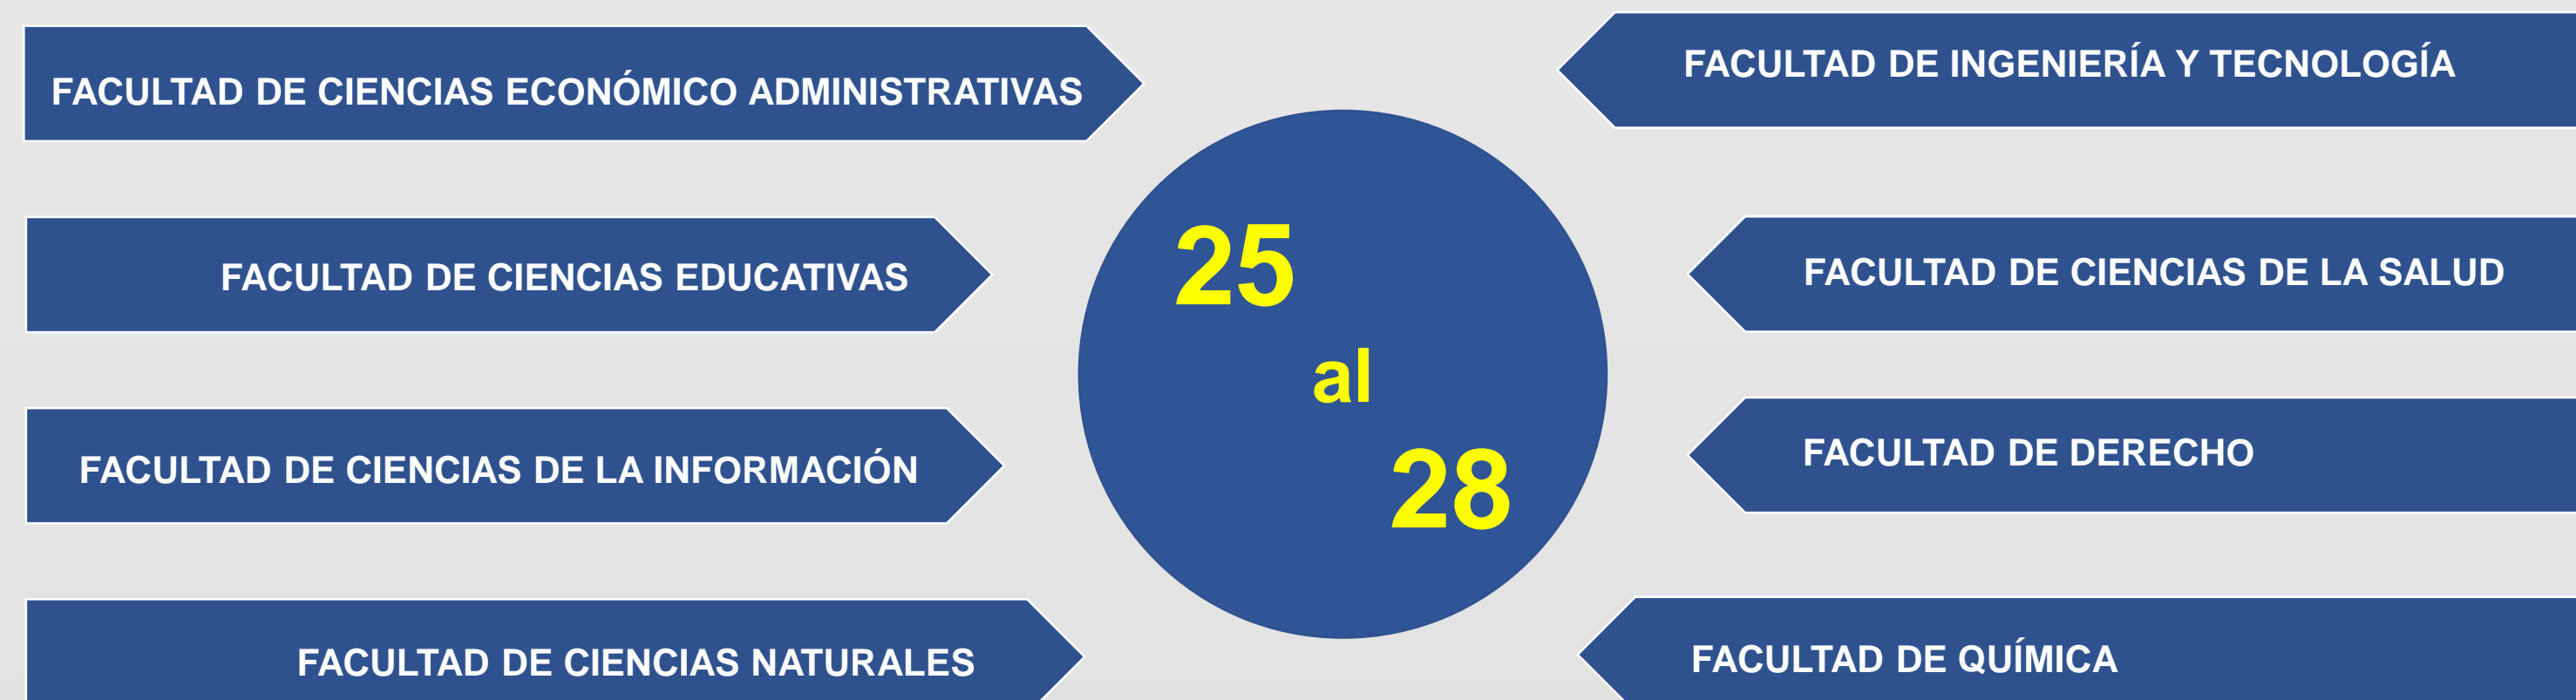 FACULTAD DE CIENCIAS ECONÓMICO ADMINISTRATIVAS
FACULTAD DE CIENCIAS EDUCATIVAS
FACULTAD DE CIENCIAS DE LA INFORMACIÓN
FACULTAD DE CIENCIAS NATURALES
25
al
28
FACULTAD DE INGENIERÍA Y TECNOLOGÍA
FACULTAD DE CIENCIAS DE LA SALUD
FACULTAD DE DERECHO
FACULTAD DE QUÍMICA